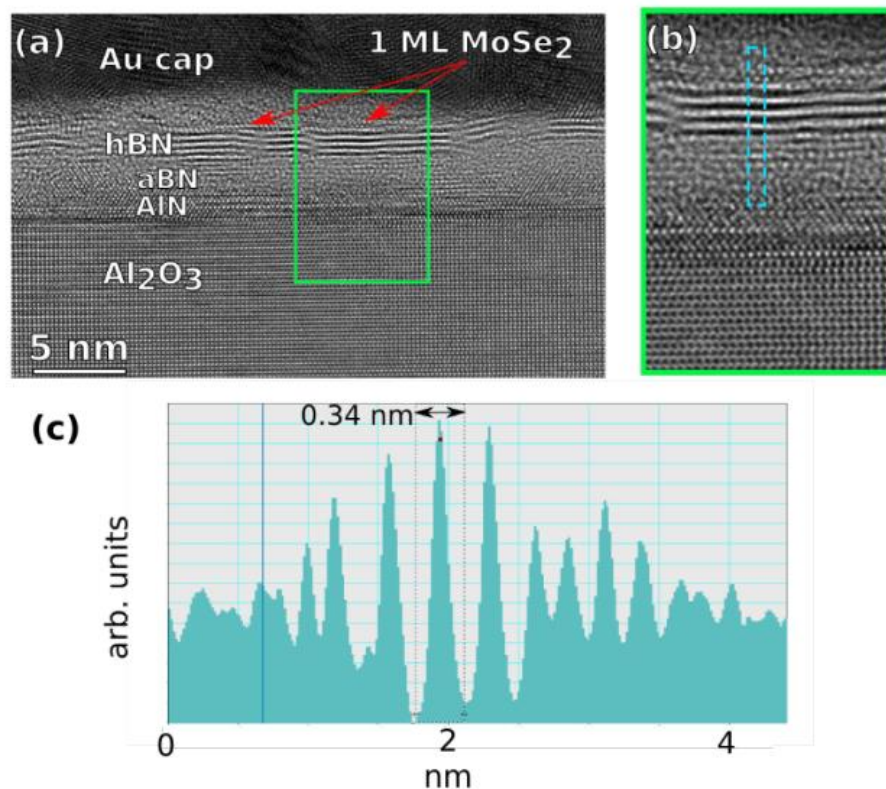 (a)
Au cap
1 ML MoSe₂
hBN
aBN
AlN
Al₂O₃
5 nm
(b)
(c)
0.34 nm
arb. units
0
2
4
nm